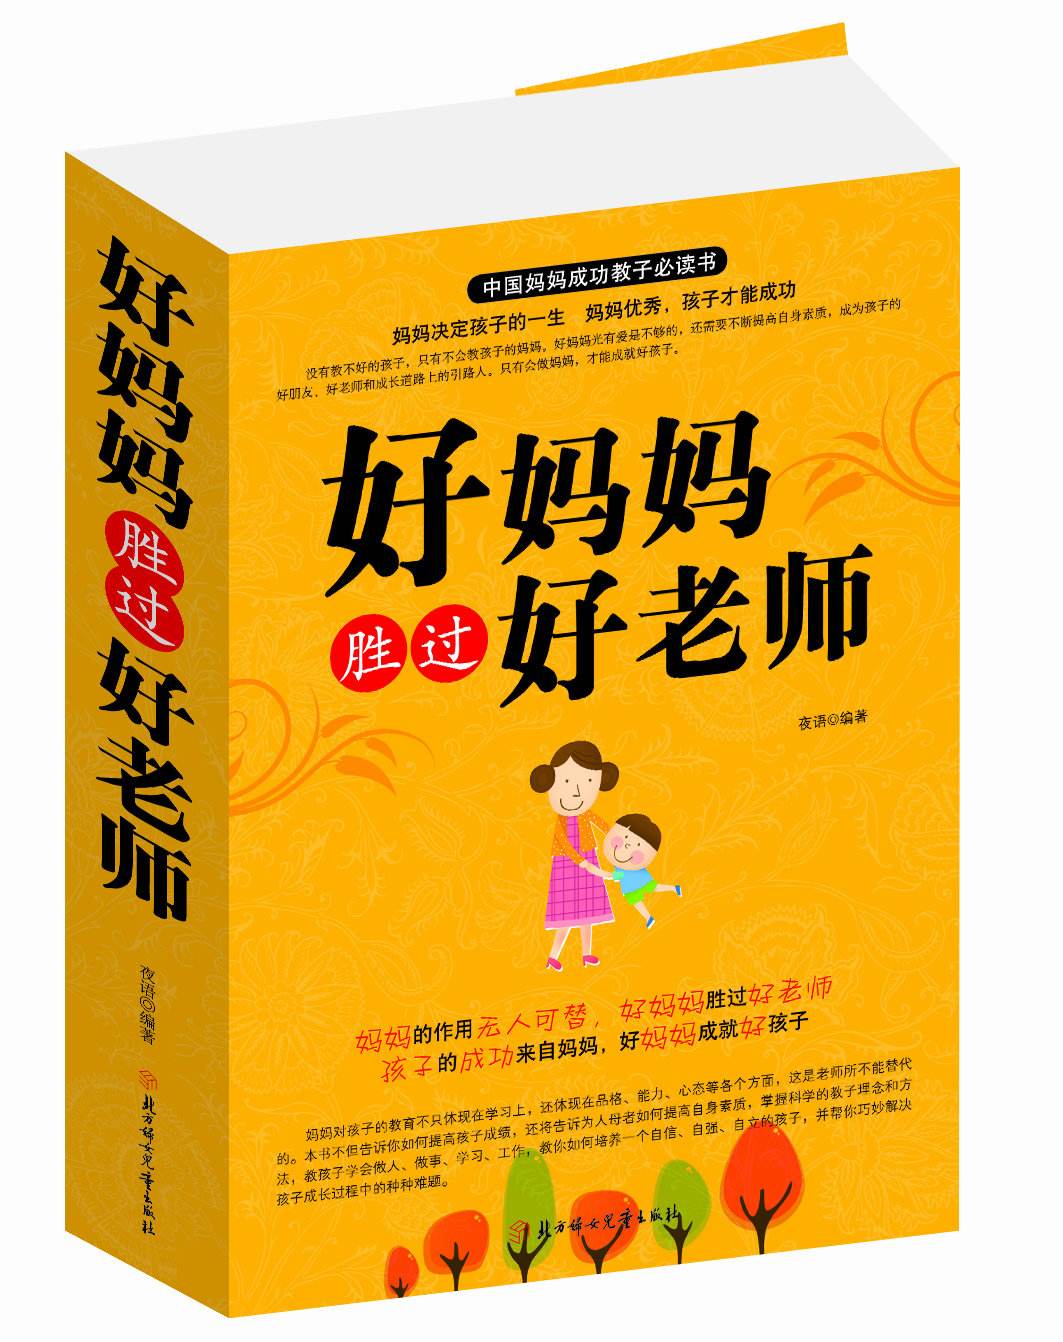 好妈妈胜过好老师
夜语◎编著
北方妇女儿童出版社
中国妈妈成功教子必读书
妈妈决定孩子的一生 妈妈优秀，孩子才能成功
没有教不好的孩子，只有不会教孩子的妈妈。好妈妈光有爱是不够的，还需要不断提高自身素质，成为孩子的
好朋友、好老师和成长道路上的引路人。只有会做妈妈，才能成就好孩子。
好妈妈
胜过好老师
夜语◎编著
妈妈的作用无人可替，好妈妈胜过好老师
孩子的成功来自妈妈，好妈妈成就好孩子
妈妈对孩子的教育不只体现在学习上，还体现在品格、能力、心态等各个方面，这是老师所不能替代
的。本书不但告诉你如何提高孩子成绩，还将告诉为人母者如何提高自身素质，掌握科学的教子理念和方
法，教孩子学会做人、做事、学习、工作，教你如何培养一个自信、自强、自立的孩子，并帮你巧妙解决
孩子成长过程中的种种难题。
北方婦女兒童出版社